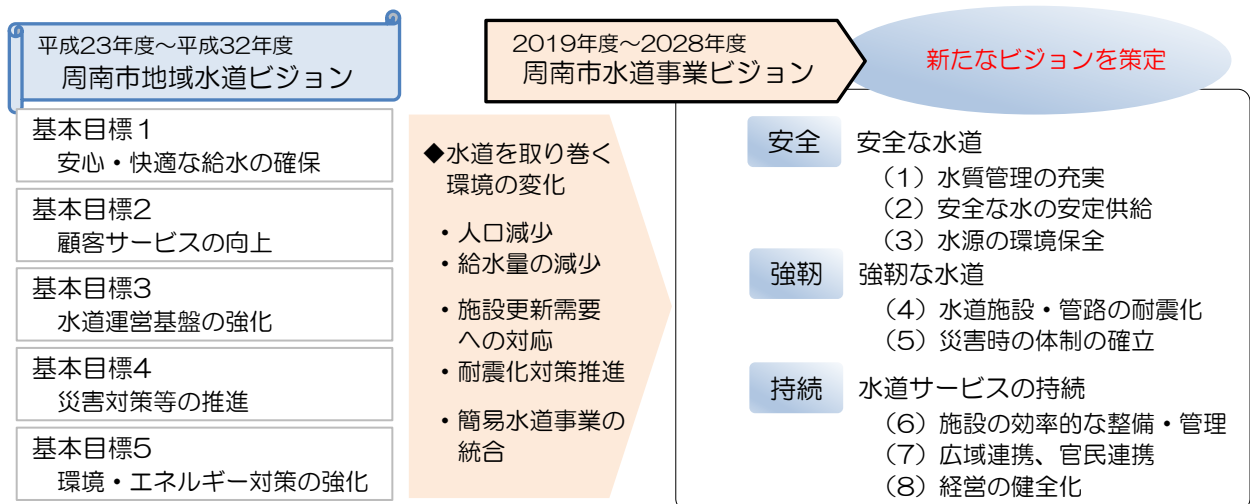 平成23年度～平成32年度
周南市地域水道ビジョン
基本目標1
安心・快適な給水の確保
基本目標2
顧客サービスの向上
基本目標3
水道運営基盤の強化
基本目標4
災害対策等の推進
基本目標5
環境・エネルギー対策の強化
◆水道を取り巻く
環境の変化
・人口減少
・給水量の減少
・施設更新需要
への対応
・耐震化対策推進
・簡易水道事業の
統合
2019年度～2028年度
周南市水道事業ビジョン
新たなビジョンを策定
安全 安全な水道
（1）水質管理の充実
（2）安全な水の安定供給
（3）水源の環境保全
強靭 強靭な水道
（4）水道施設・管路の耐震化
（5）災害時の体制の確立
持続 水道サービスの持続
（6）施設の効率的な整備・管理
（7）広域連携、官民連携
（8）経営の健全化